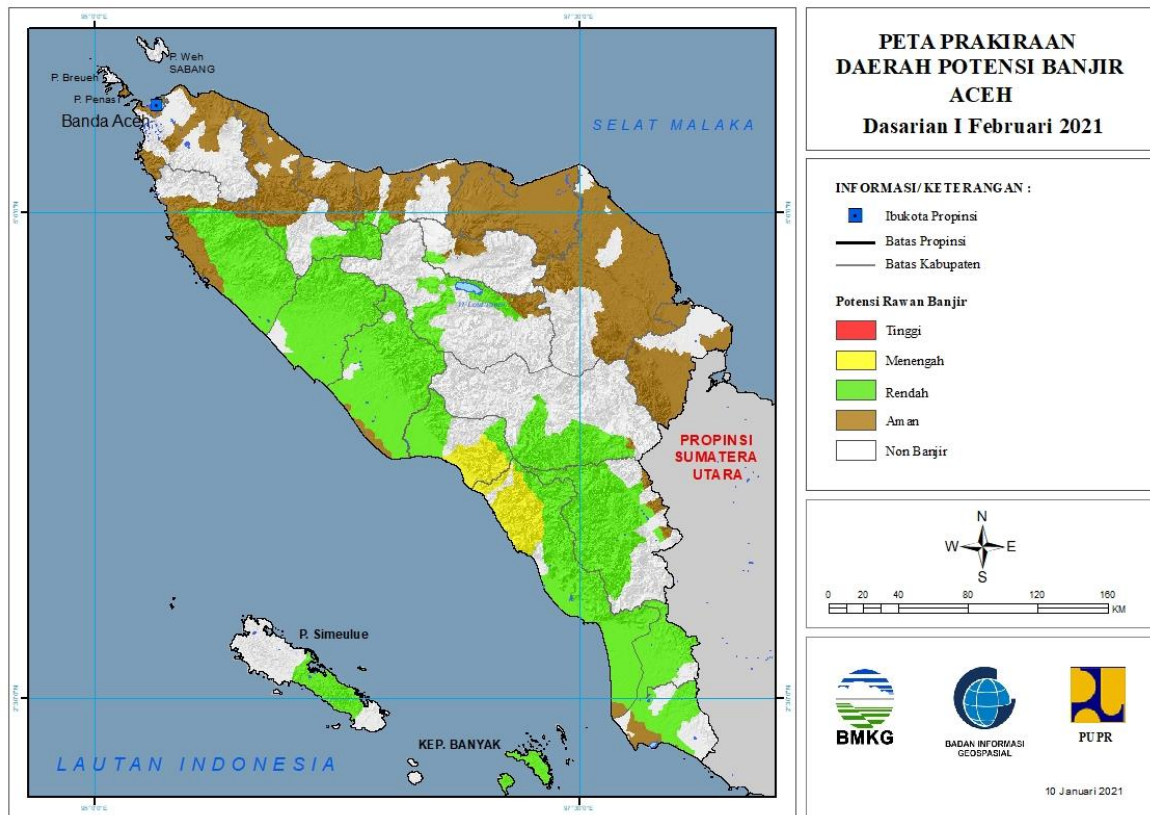 PETA PRAKIRAAN
DAERAH POTENSI BANJIR
ACEH
Dasarian I Februari 2021
INFORMASI/ KETERANGAN :
Ibukota Propinsi
Batas Propinsi
Batas Kabupaten
Potensi Rawan Banjir
Tinggi
Menengah
Rendah
Aman
Non Banjir
N
W E
S
0 20 40 80 120 160
KM
BMKG
BADAN INFORMASI
GEOSPASIAL
PUPR
10 Januari 2021
P. Weh
SABANG
P. Breueh
P. Penasi
Banda Aceh
SELAT MALAKA
PROPINSI
SUMATERA
UTARA
P. Simeulue
KEP. BANYAK
LAUTAN INDONESIA